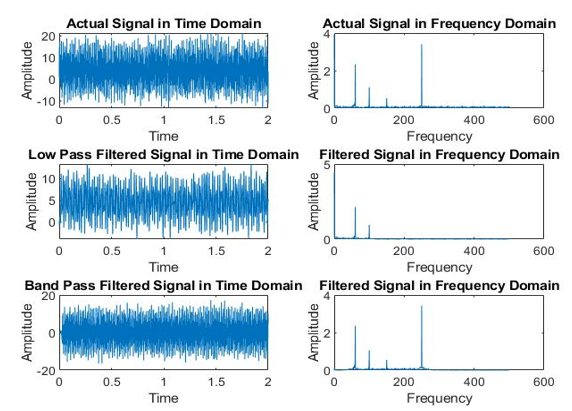 Actual Signal in Time Domain
20
10
0
-10
Amplitude
0 0.5 1 1.5 2
Time
Actual Signal in Frequency Domain
4
2
0
Amplitude
0 200 400 600
Frequency
Low Pass Filtered Signal in Time Domain
10
5
0
Amplitude
0 0.5 1 1.5 2
Time
Filtered Signal in Frequency Domain
5
0
Amplitude
0 200 400 600
Frequency
Band Pass Filtered Signal in Time Domain
20
0
-20
Amplitude
0 0.5 1 1.5 2
Time
Filtered Signal in Frequency Domain
4
2
0
Amplitude
0 200 400 600
Frequency